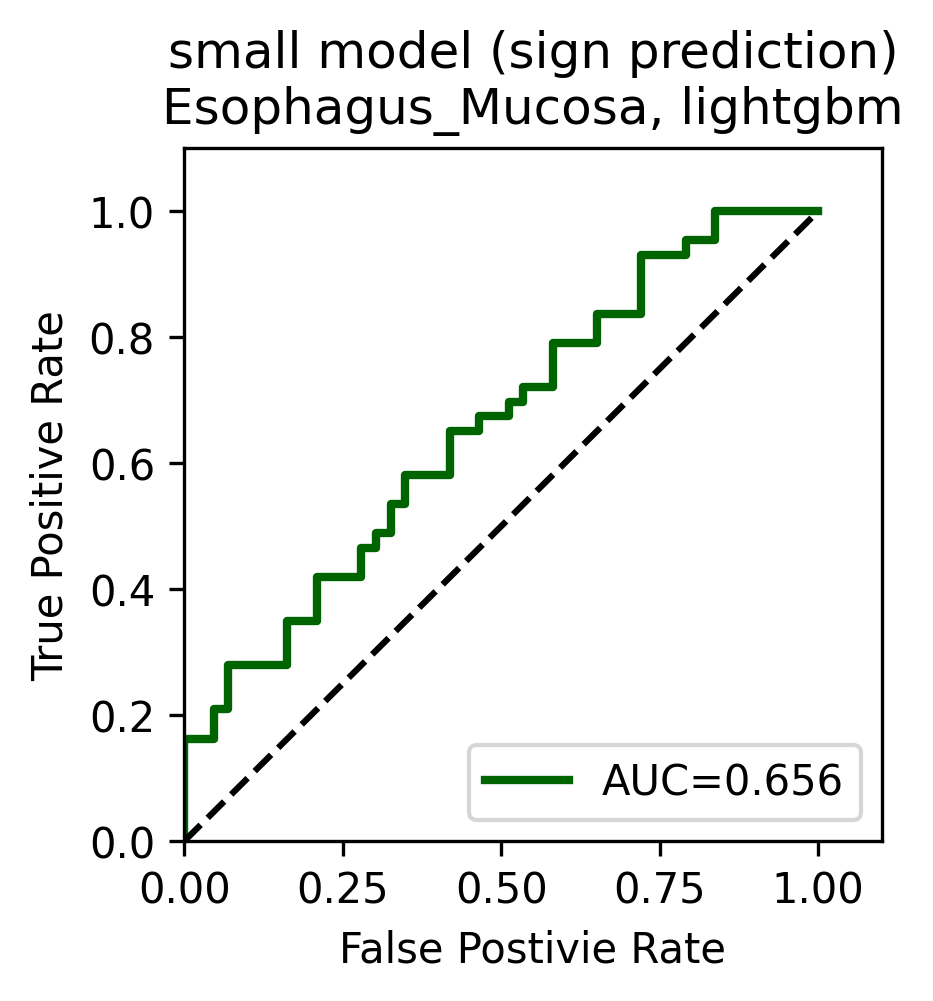 small model (sign prediction)
Esophagus_Mucosa, lightgbm
1.0
0.8
0.6
0.4
0.2
0.0
True Positive Rate
AUC=0.656
0.00 0.25 0.50 0.75 1.00
False Postivie Rate